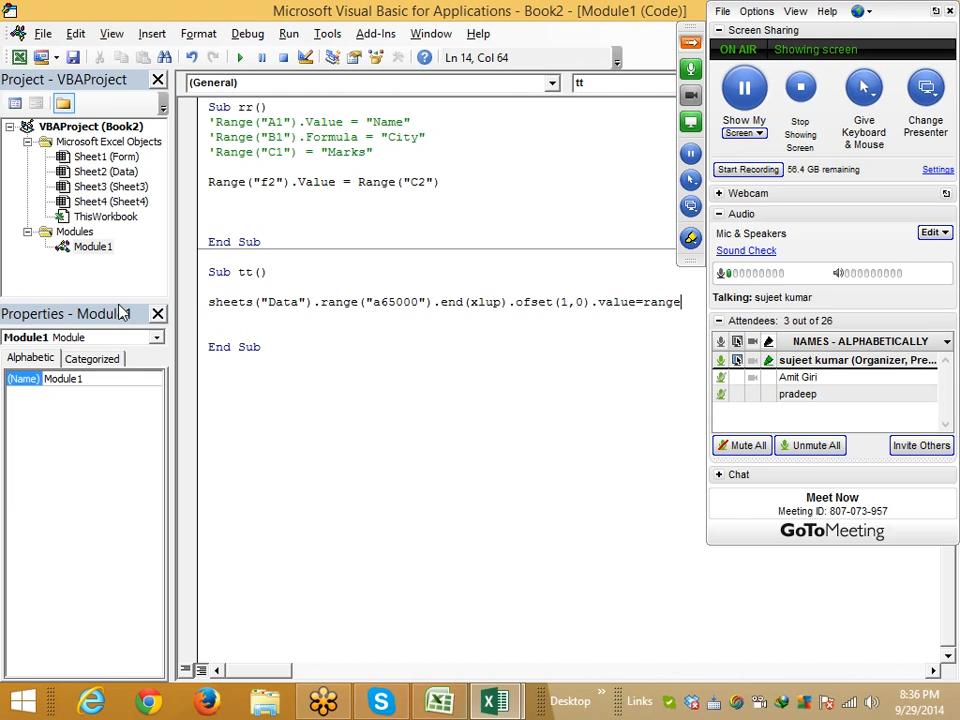 Microsoft Visual Basic for Applications - Book2 - [Module1 (Code)]
File Edit View Insert Format Debug Run Tools Add-Ins Window Help
Ln 14, Col 64
Project - VBAProject
VBAProject (Book2)
Microsoft Excel Objects
Sheet1 (Form)
Sheet2 (Data)
Sheet3 (Sheet3)
Sheet4 (Sheet4)
ThisWorkbook
Modules
Module1
Properties - Module1
Module1 Module
Alphabetic Categorized
(Name) Module1
(General) tt
Sub rr()
'Range("A1").Value = "Name"
'Range("B1").Formula = "City"
'Range("C1") = "Marks"
Range("f2").Value = Range("C2")
End Sub
Sub tt()
sheets("Data").range("a65000").end(xlup).ofset(1,0).value=range
End Sub
File Options View Help
Screen Sharing
ON AIR Showing screen
Show My
Screen
Stop
Showing
Screen
Give
Keyboard
& Mouse
Change
Presenter
Start Recording 56.4 GB remaining Settings
Webcam
Audio
Mic & Speakers Edit
Sound Check
Talking: sujeet kumar
Attendees: 3 out of 26
NAMES - ALPHABETICALLY
sujeet kumar (Organizer, Pre...
Amit Giri
pradeep
Mute All Unmute All Invite Others
Chat
Meet Now
Meeting ID: 807-073-957
GoToMeeting
Desktop Links
8:36 PM
9/29/2014